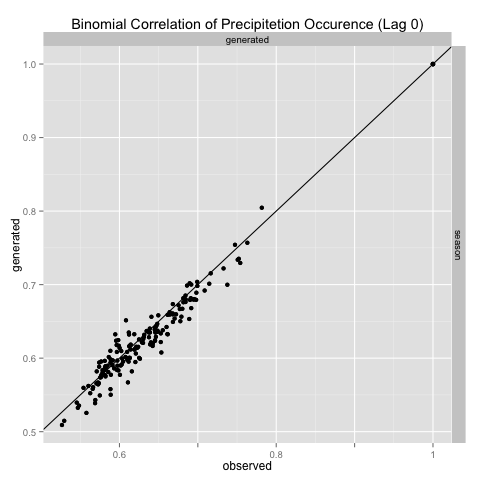 Binomial Correlation of Precipitetion Occurence (Lag 0)
generated
1.0
0.9
0.8
0.7
0.6
0.5
generated
season
0.6
0.8
1
observed